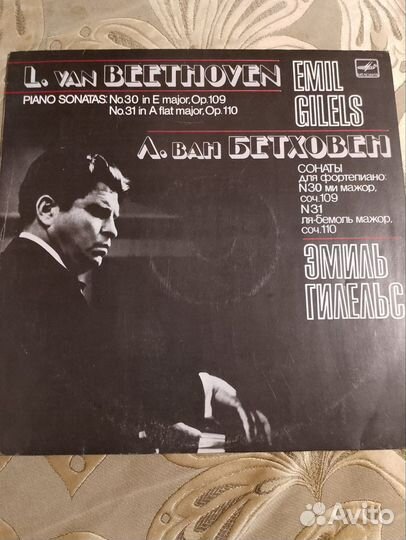 L. van BEETHOVEN
PIANO SONATAS: No.30 in E major, Op.109
No.31 in A flat major, Op.110
EMIL
GILELS
Л. ван БЕТХОВЕН
СОНАТЫ
для фортепиано:
N30 ми мажор,
соч.109
N31
ля-бемоль мажор,
соч.110
ЭМИЛЬ
ГИЛЕЛЬС
Avito